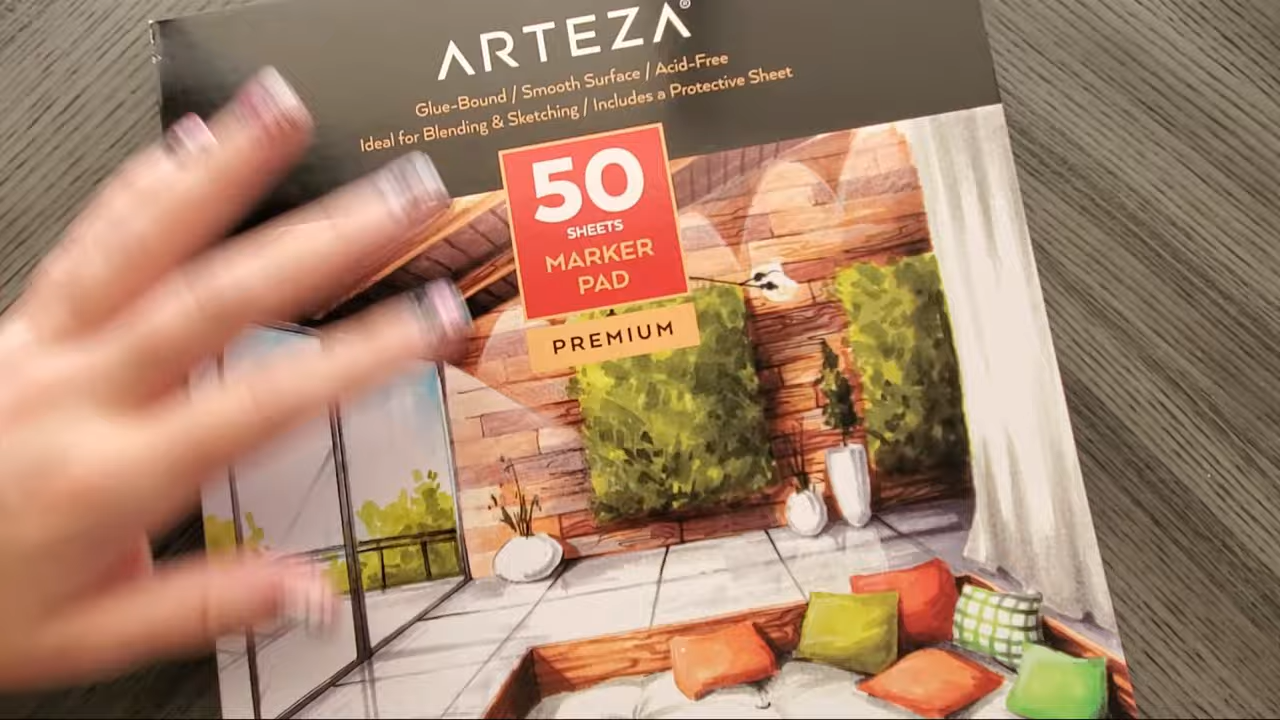 ARTEZA®
Glue-Bound / Smooth Surface / Acid-Free
Ideal for Blending & Sketching / Includes a Protective Sheet
50
SHEETS
MARKER
PAD
PREMIUM